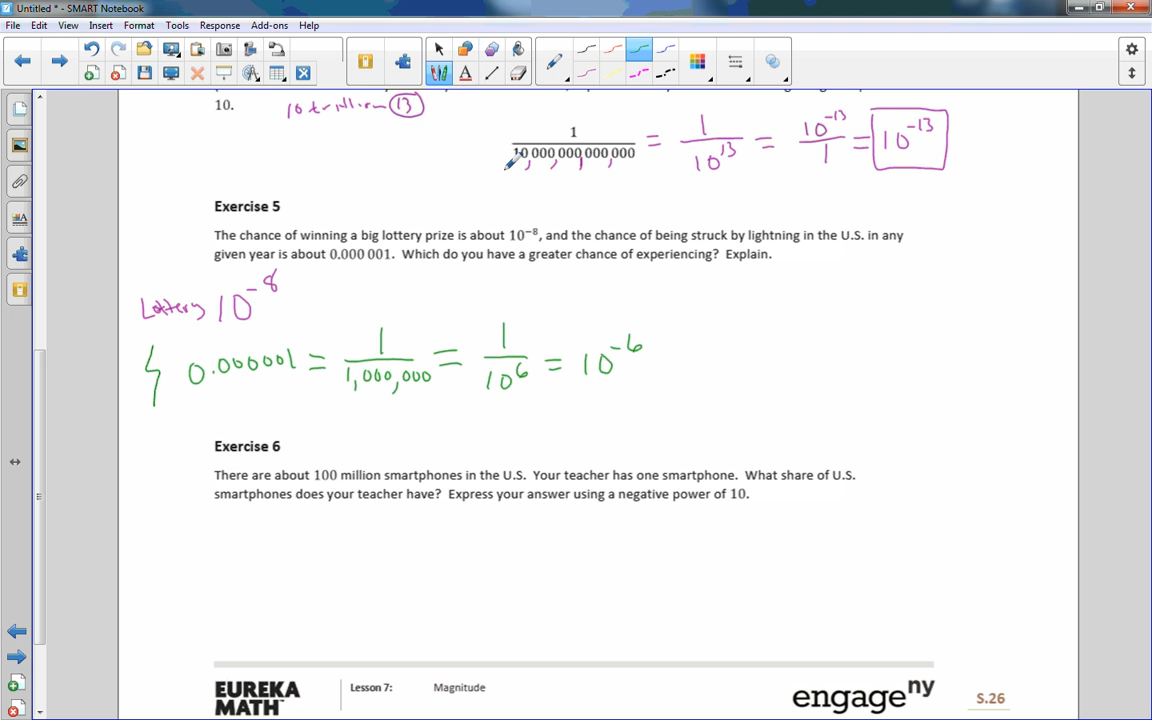 Untitled * - SMART Notebook
File Edit View Insert Format Tools Response Add-ons Help
10. 10 trillion 13
1
10 000 000 000 000
= 1/10^13 = 10^-13/1 = 10^-13
Exercise 5
The chance of winning a big lottery prize is about 10^−8, and the chance of being struck by lightning in the U.S. in any
given year is about 0.000 001. Which do you have a greater chance of experiencing? Explain.
Lottery 10^-8
0.000001 = 1/1,000,000 = 1/10^6 = 10^-6
Exercise 6
There are about 100 million smartphones in the U.S. Your teacher has one smartphone. What share of U.S.
smartphones does your teacher have? Express your answer using a negative power of 10.
EUREKA
MATH™
Lesson 7: Magnitude
engage ny
S.26